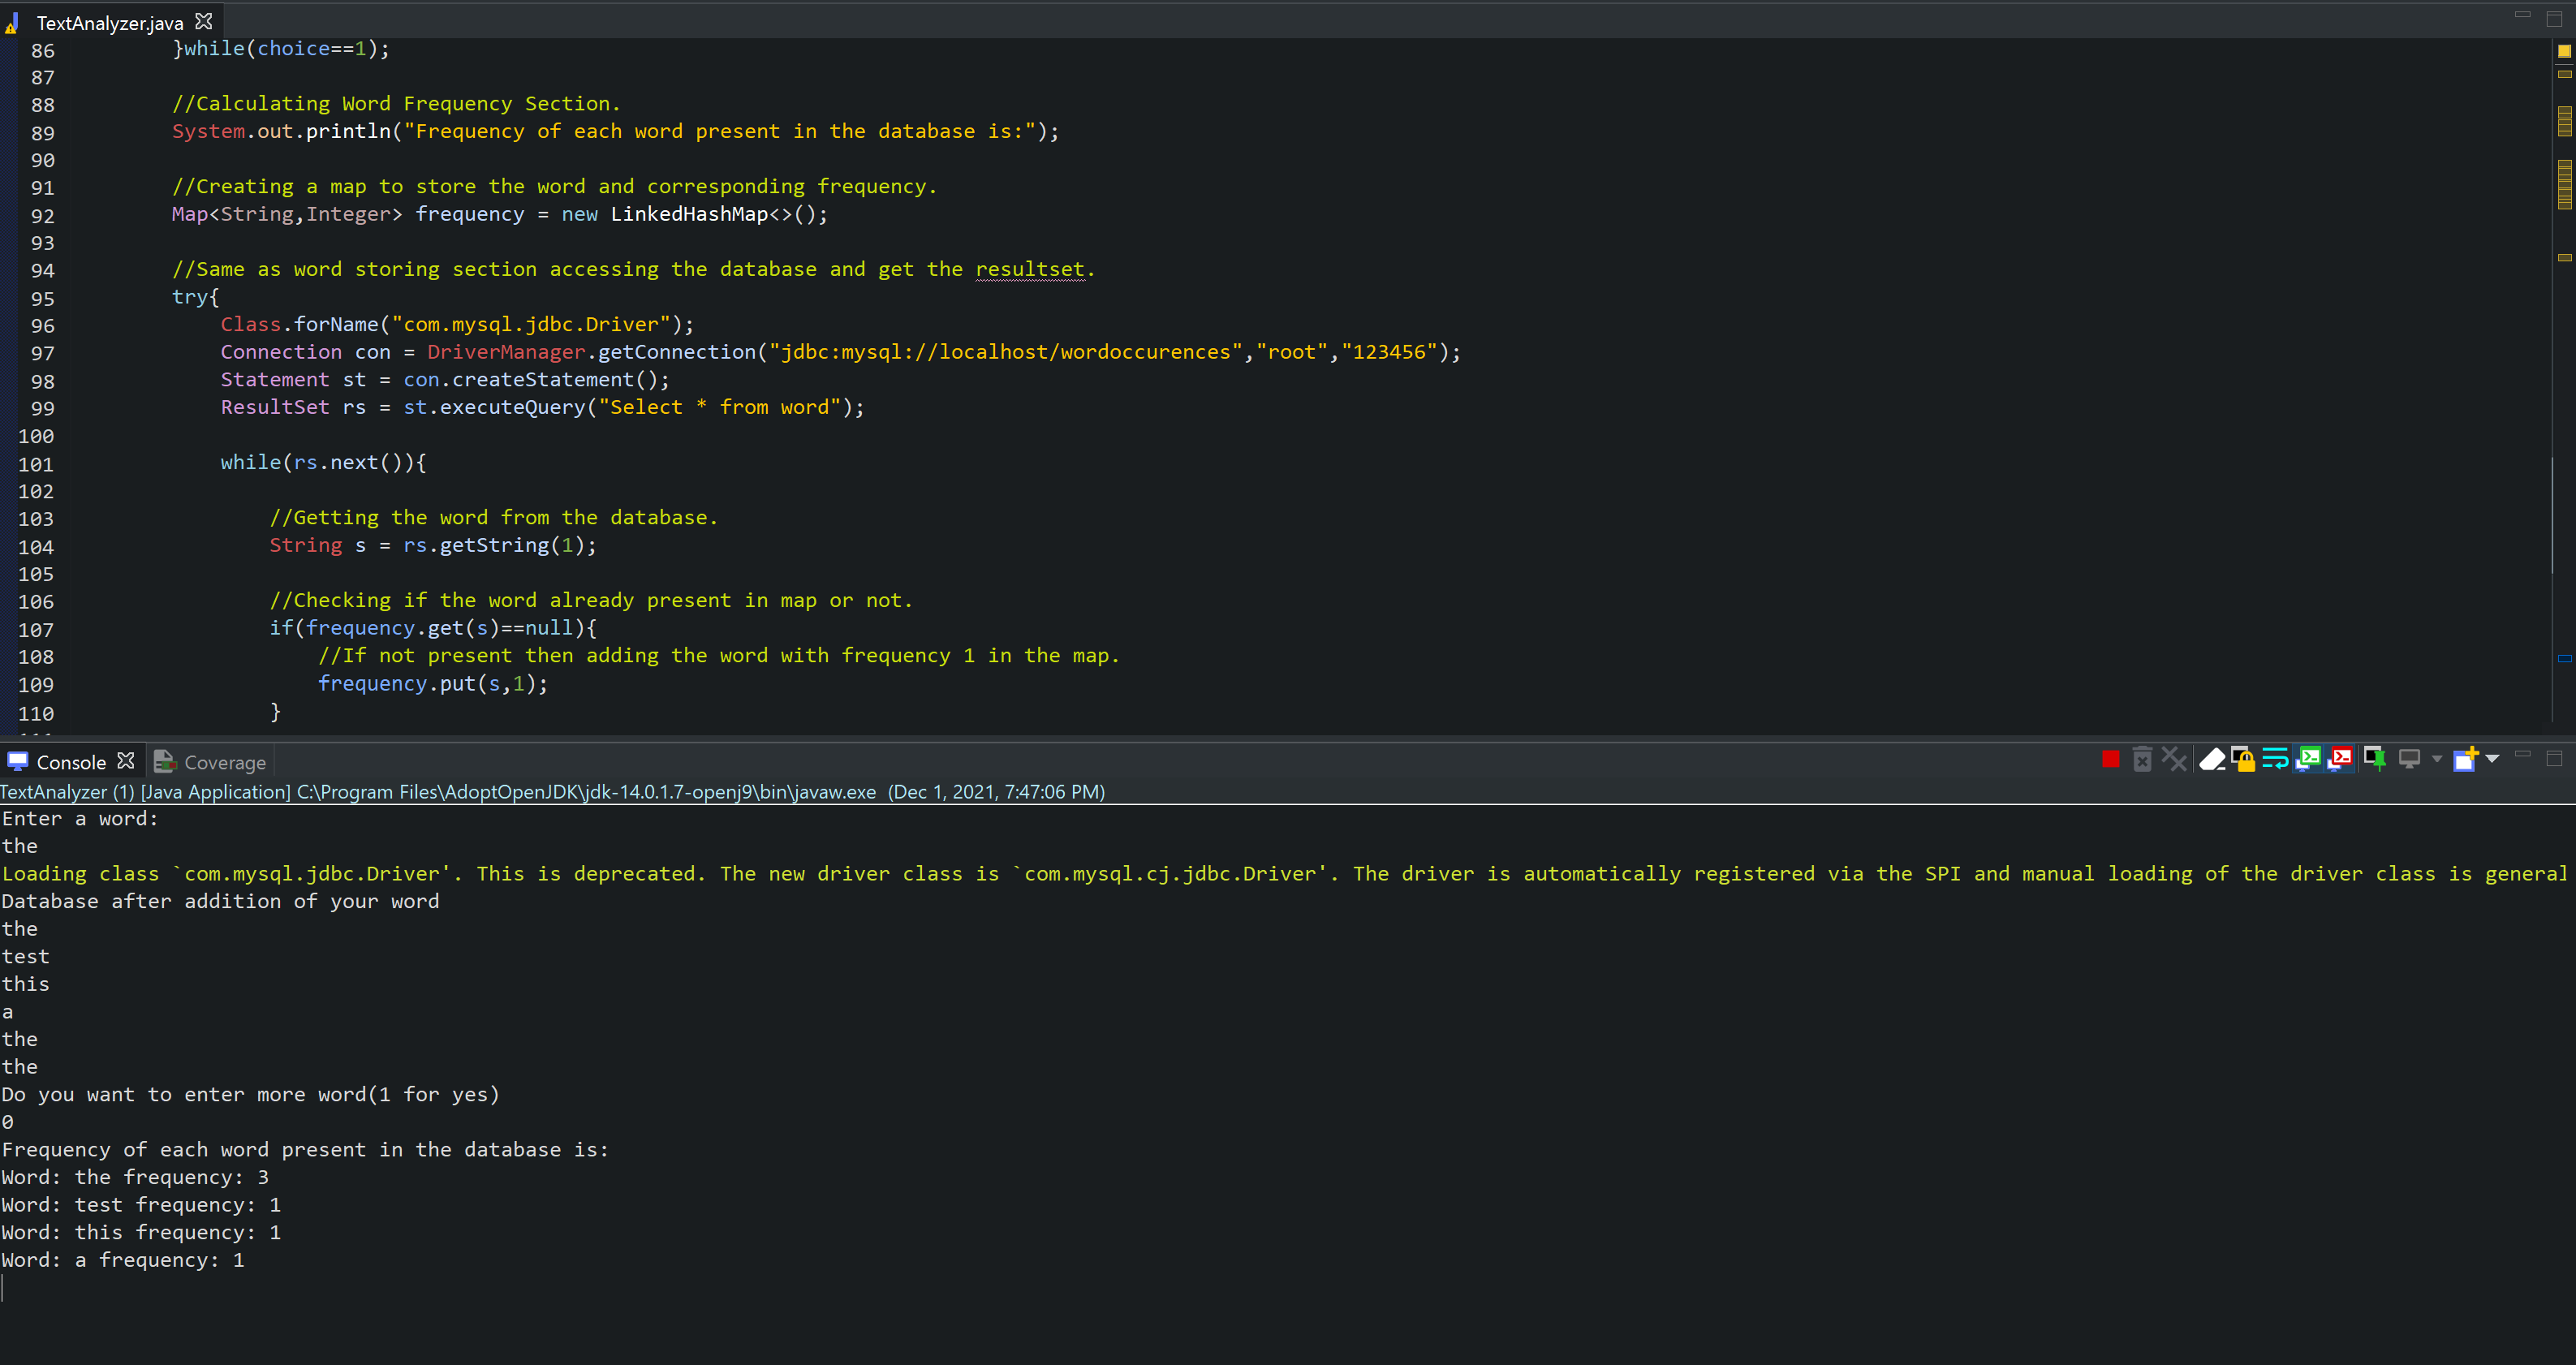 TextAnalyzer.java
86 }while(choice==1);
87
88 //Calculating Word Frequency Section.
89 System.out.println("Frequency of each word present in the database is:");
90
91 //Creating a map to store the word and corresponding frequency.
92 Map<String,Integer> frequency = new LinkedHashMap<>();
93
94 //Same as word storing section accessing the database and get the resultset.
95 try{
96 Class.forName("com.mysql.jdbc.Driver");
97 Connection con = DriverManager.getConnection("jdbc:mysql://localhost/wordoccurences","root","123456");
98 Statement st = con.createStatement();
99 ResultSet rs = st.executeQuery("Select * from word");
100
101 while(rs.next()){
102
103 //Getting the word from the database.
104 String s = rs.getString(1);
105
106 //Checking if the word already present in map or not.
107 if(frequency.get(s)==null){
108 //If not present then adding the word with frequency 1 in the map.
109 frequency.put(s,1);
110 }
Console Coverage
TextAnalyzer (1) [Java Application] C:\Program Files\AdoptOpenJDK\jdk-14.0.1.7-openj9\bin\javaw.exe (Dec 1, 2021, 7:47:06 PM)
Enter a word:
the
Loading class `com.mysql.jdbc.Driver'. This is deprecated. The new driver class is `com.mysql.cj.jdbc.Driver'. The driver is automatically registered via the SPI and manual loading of the driver class is general
Database after addition of your word
the
test
this
a
the
the
Do you want to enter more word(1 for yes)
0
Frequency of each word present in the database is:
Word: the frequency: 3
Word: test frequency: 1
Word: this frequency: 1
Word: a frequency: 1